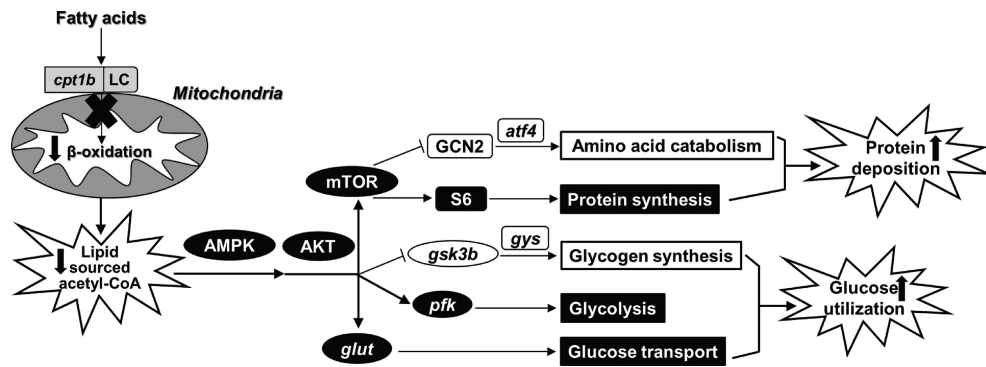 Fatty acids
cpt1b LC
Mitochondria
β-oxidation
Lipid
sourced
acetyl-CoA
AMPK
AKT
mTOR
GCN2
atf4
Amino acid catabolism
S6
Protein synthesis
Protein
deposition
gsk3b
gys
Glycogen synthesis
pfk
Glycolysis
glut
Glucose transport
Glucose
utilization